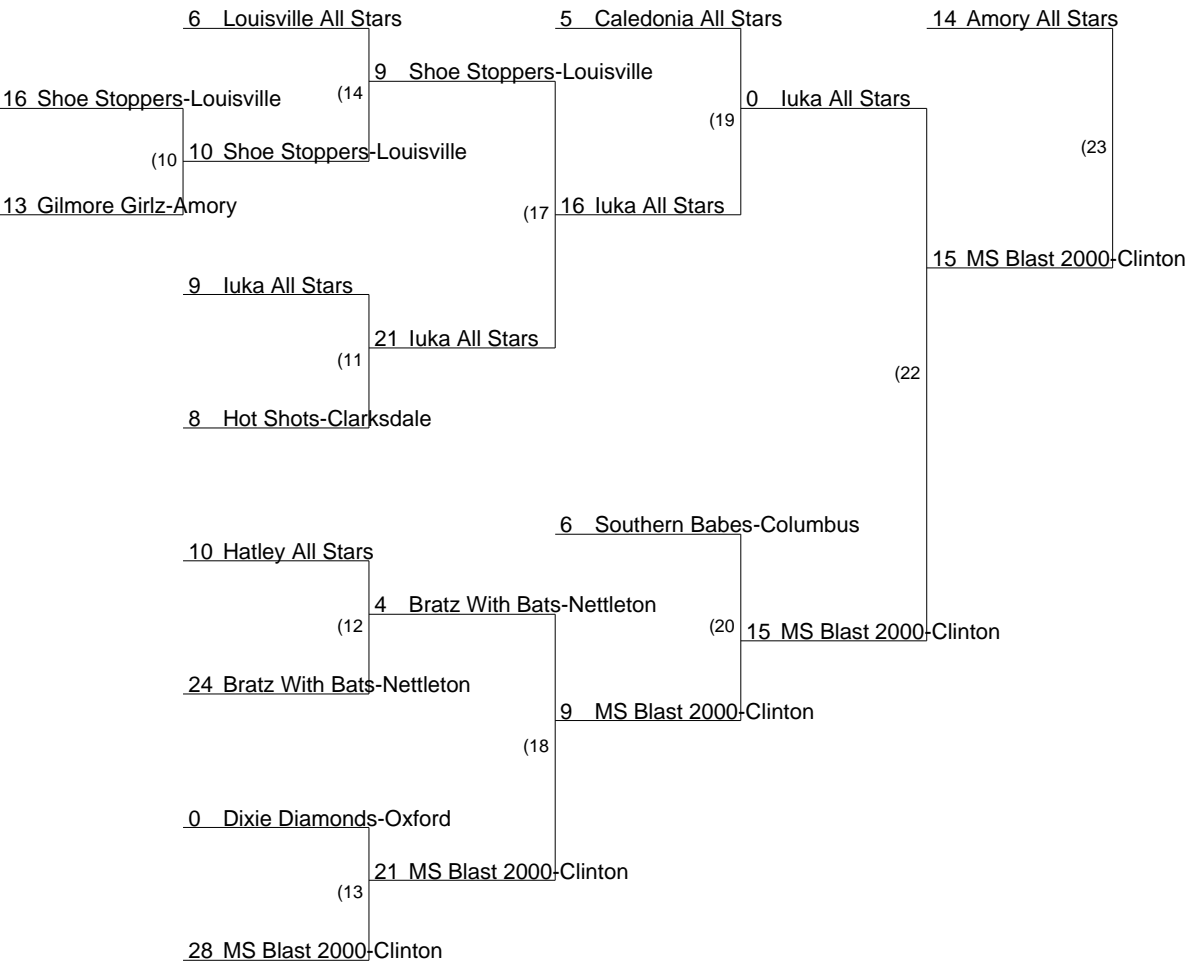 6 Louisville All Stars
5 Caledonia All Stars
14 Amory All Stars
9 Shoe Stoppers-Louisville
(14
16 Shoe Stoppers-Louisville
0 Iuka All Stars
(19
(10
10 Shoe Stoppers-Louisville
(23
13 Gilmore Girlz-Amory
(17
16 Iuka All Stars
15 MS Blast 2000-Clinton
9 Iuka All Stars
21 Iuka All Stars
(11
(22
8 Hot Shots-Clarksdale
6 Southern Babes-Columbus
10 Hatley All Stars
4 Bratz With Bats-Nettleton
(12
(20
15 MS Blast 2000-Clinton
24 Bratz With Bats-Nettleton
9 MS Blast 2000-Clinton
(18
0 Dixie Diamonds-Oxford
21 MS Blast 2000-Clinton
(13
28 MS Blast 2000-Clinton